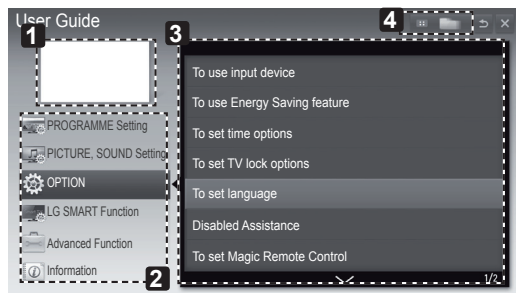 User Guide
1
3
4
To use input device
To use Energy Saving feature
To set time options
To set TV lock options
To set language
Disabled Assistance
To set Magic Remote Control
1/2
PROGRAMME Setting
PICTURE, SOUND Setting
OPTION
LG SMART Function
Advanced Function
Information
2